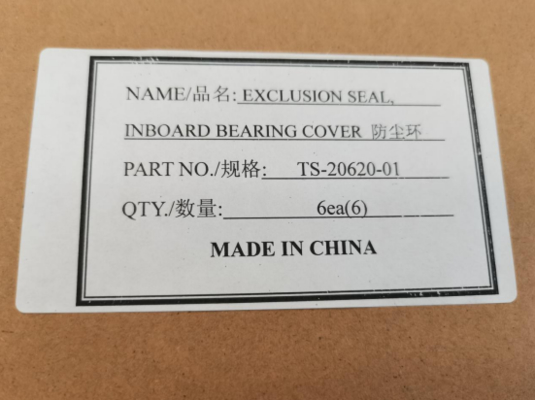 NAME/品名: EXCLUSION SEAL,
INBOARD BEARING COVER 防尘环
PART NO./规格: TS-20620-01
QTY./数量: 6ea(6)
MADE IN CHINA